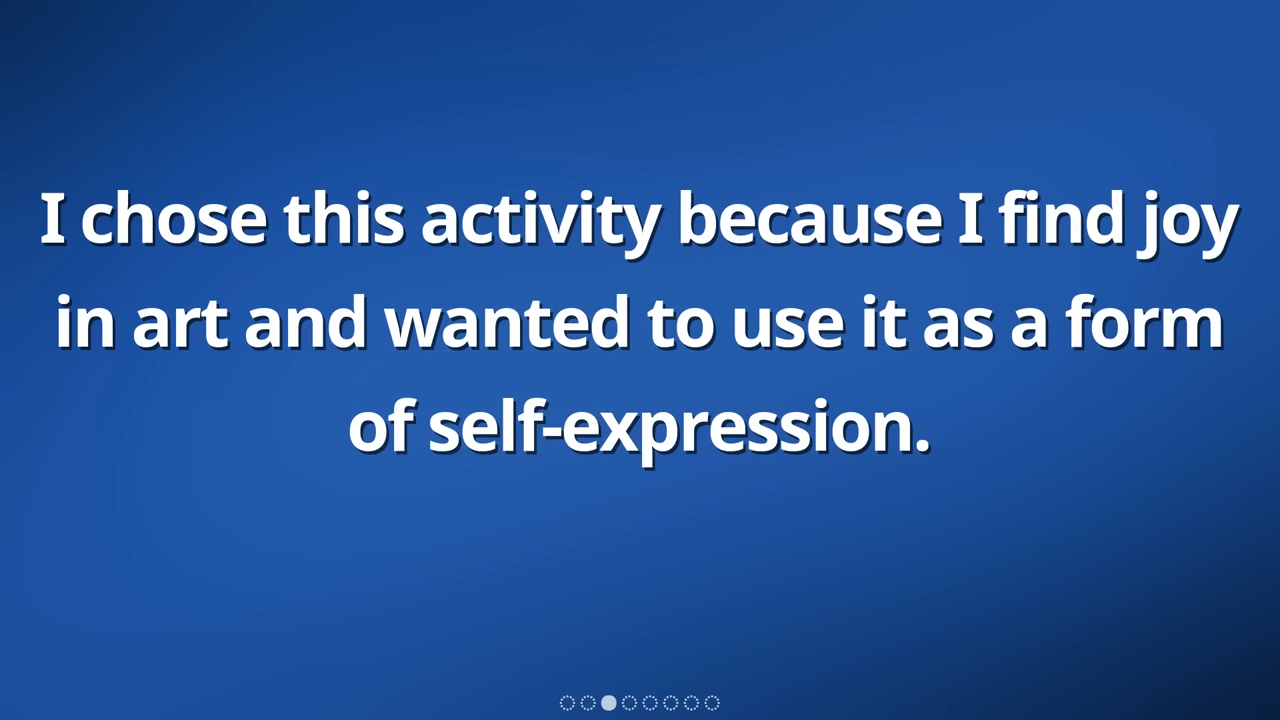 I chose this activity because I find joy
in art and wanted to use it as a form
of self-expression.